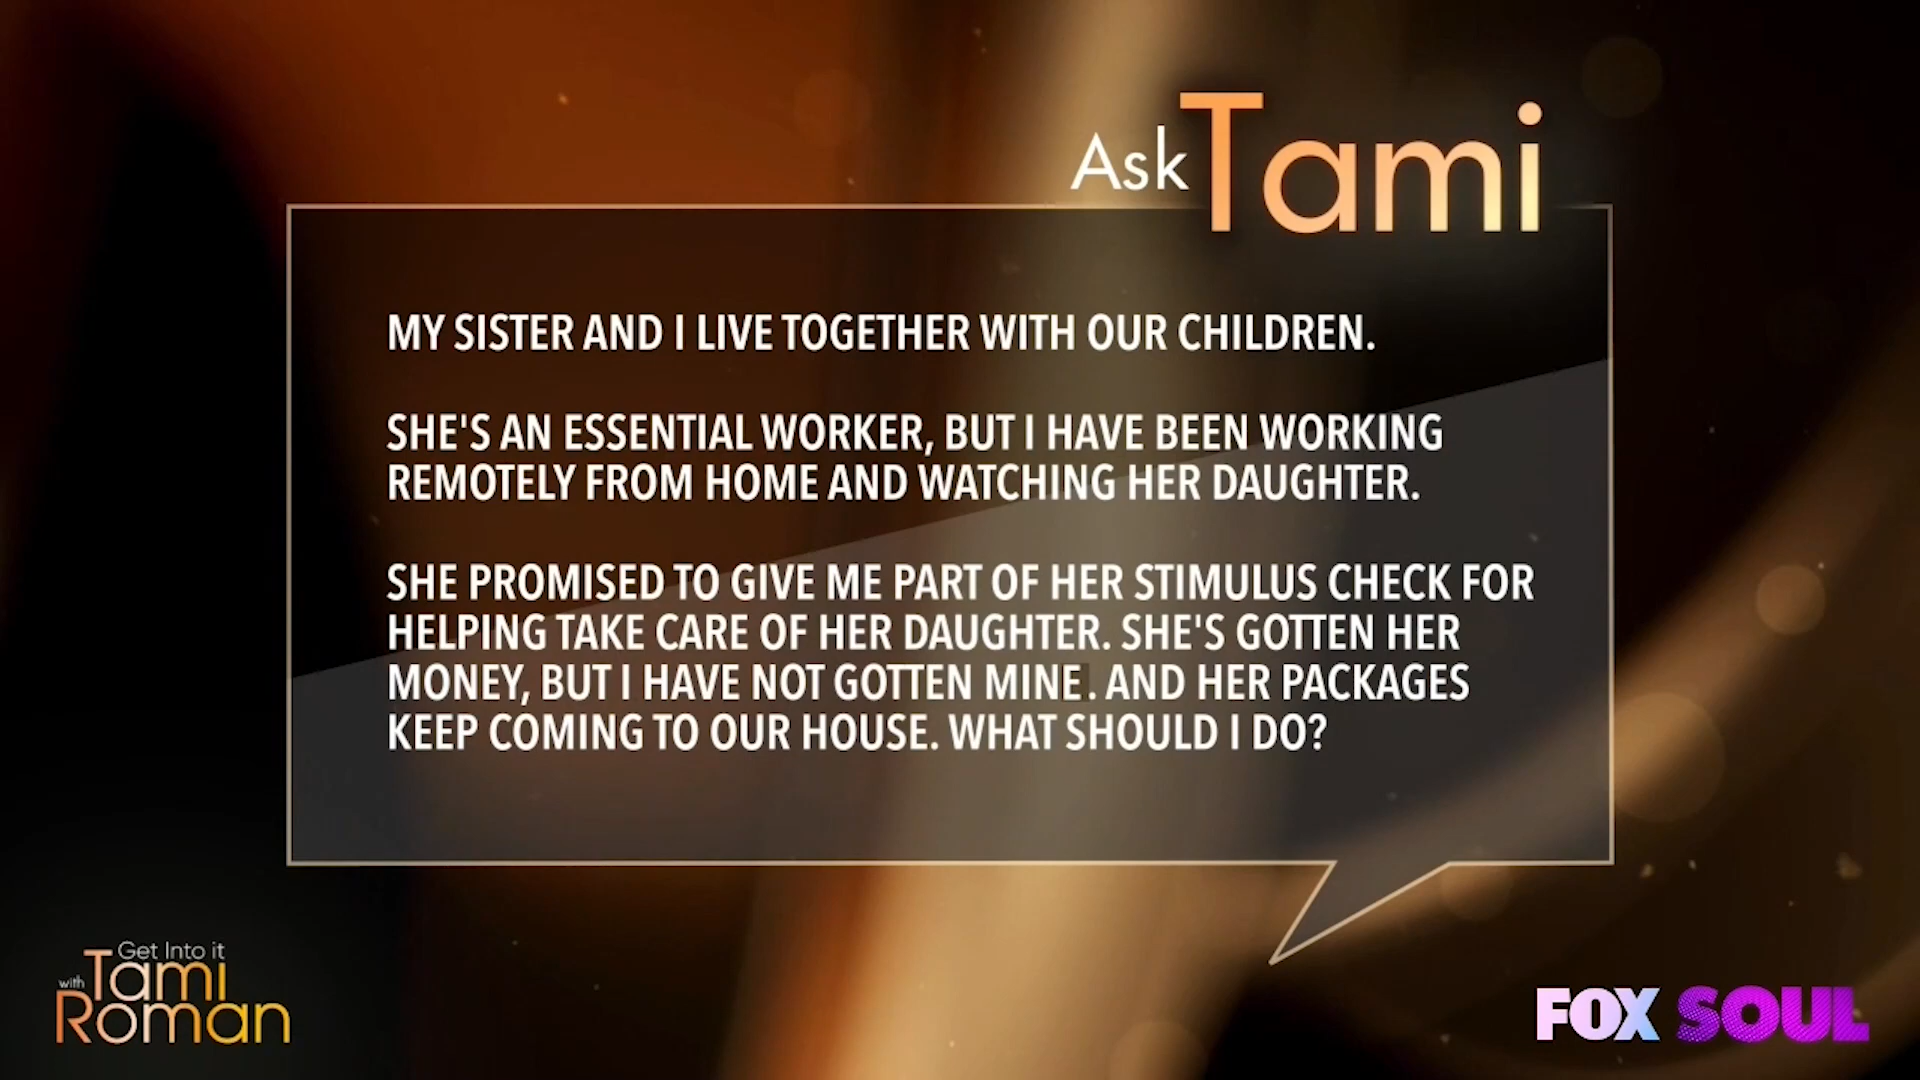 Ask Tami
MY SISTER AND I LIVE TOGETHER WITH OUR CHILDREN.
SHE'S AN ESSENTIAL WORKER, BUT I HAVE BEEN WORKING
REMOTELY FROM HOME AND WATCHING HER DAUGHTER.
SHE PROMISED TO GIVE ME PART OF HER STIMULUS CHECK FOR
HELPING TAKE CARE OF HER DAUGHTER. SHE'S GOTTEN HER
MONEY, BUT I HAVE NOT GOTTEN MINE. AND HER PACKAGES
KEEP COMING TO OUR HOUSE. WHAT SHOULD I DO?
Get Into it
with Tami
Roman
FOX SOUL